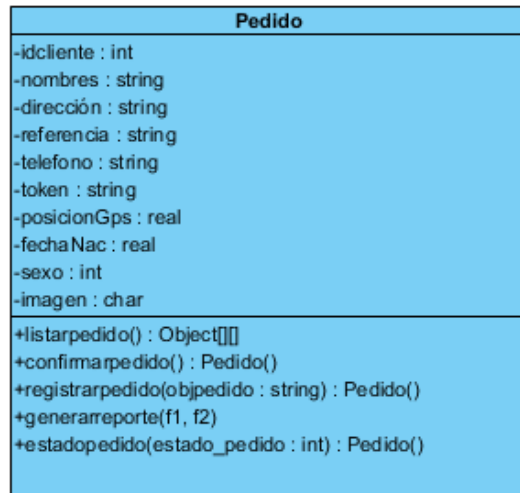 Pedido
-idcliente : int
-nombres : string
-dirección : string
-referencia : string
-telefono : string
-token : string
-posicionGps : real
-fechaNac : real
-sexo : int
-imagen : char
+listarpedido() : Object[][]
+confirmarpedido() : Pedido()
+registrarpedido(objpedido : string) : Pedido()
+generarreporte(f1, f2)
+estadopedido(estado_pedido : int) : Pedido()